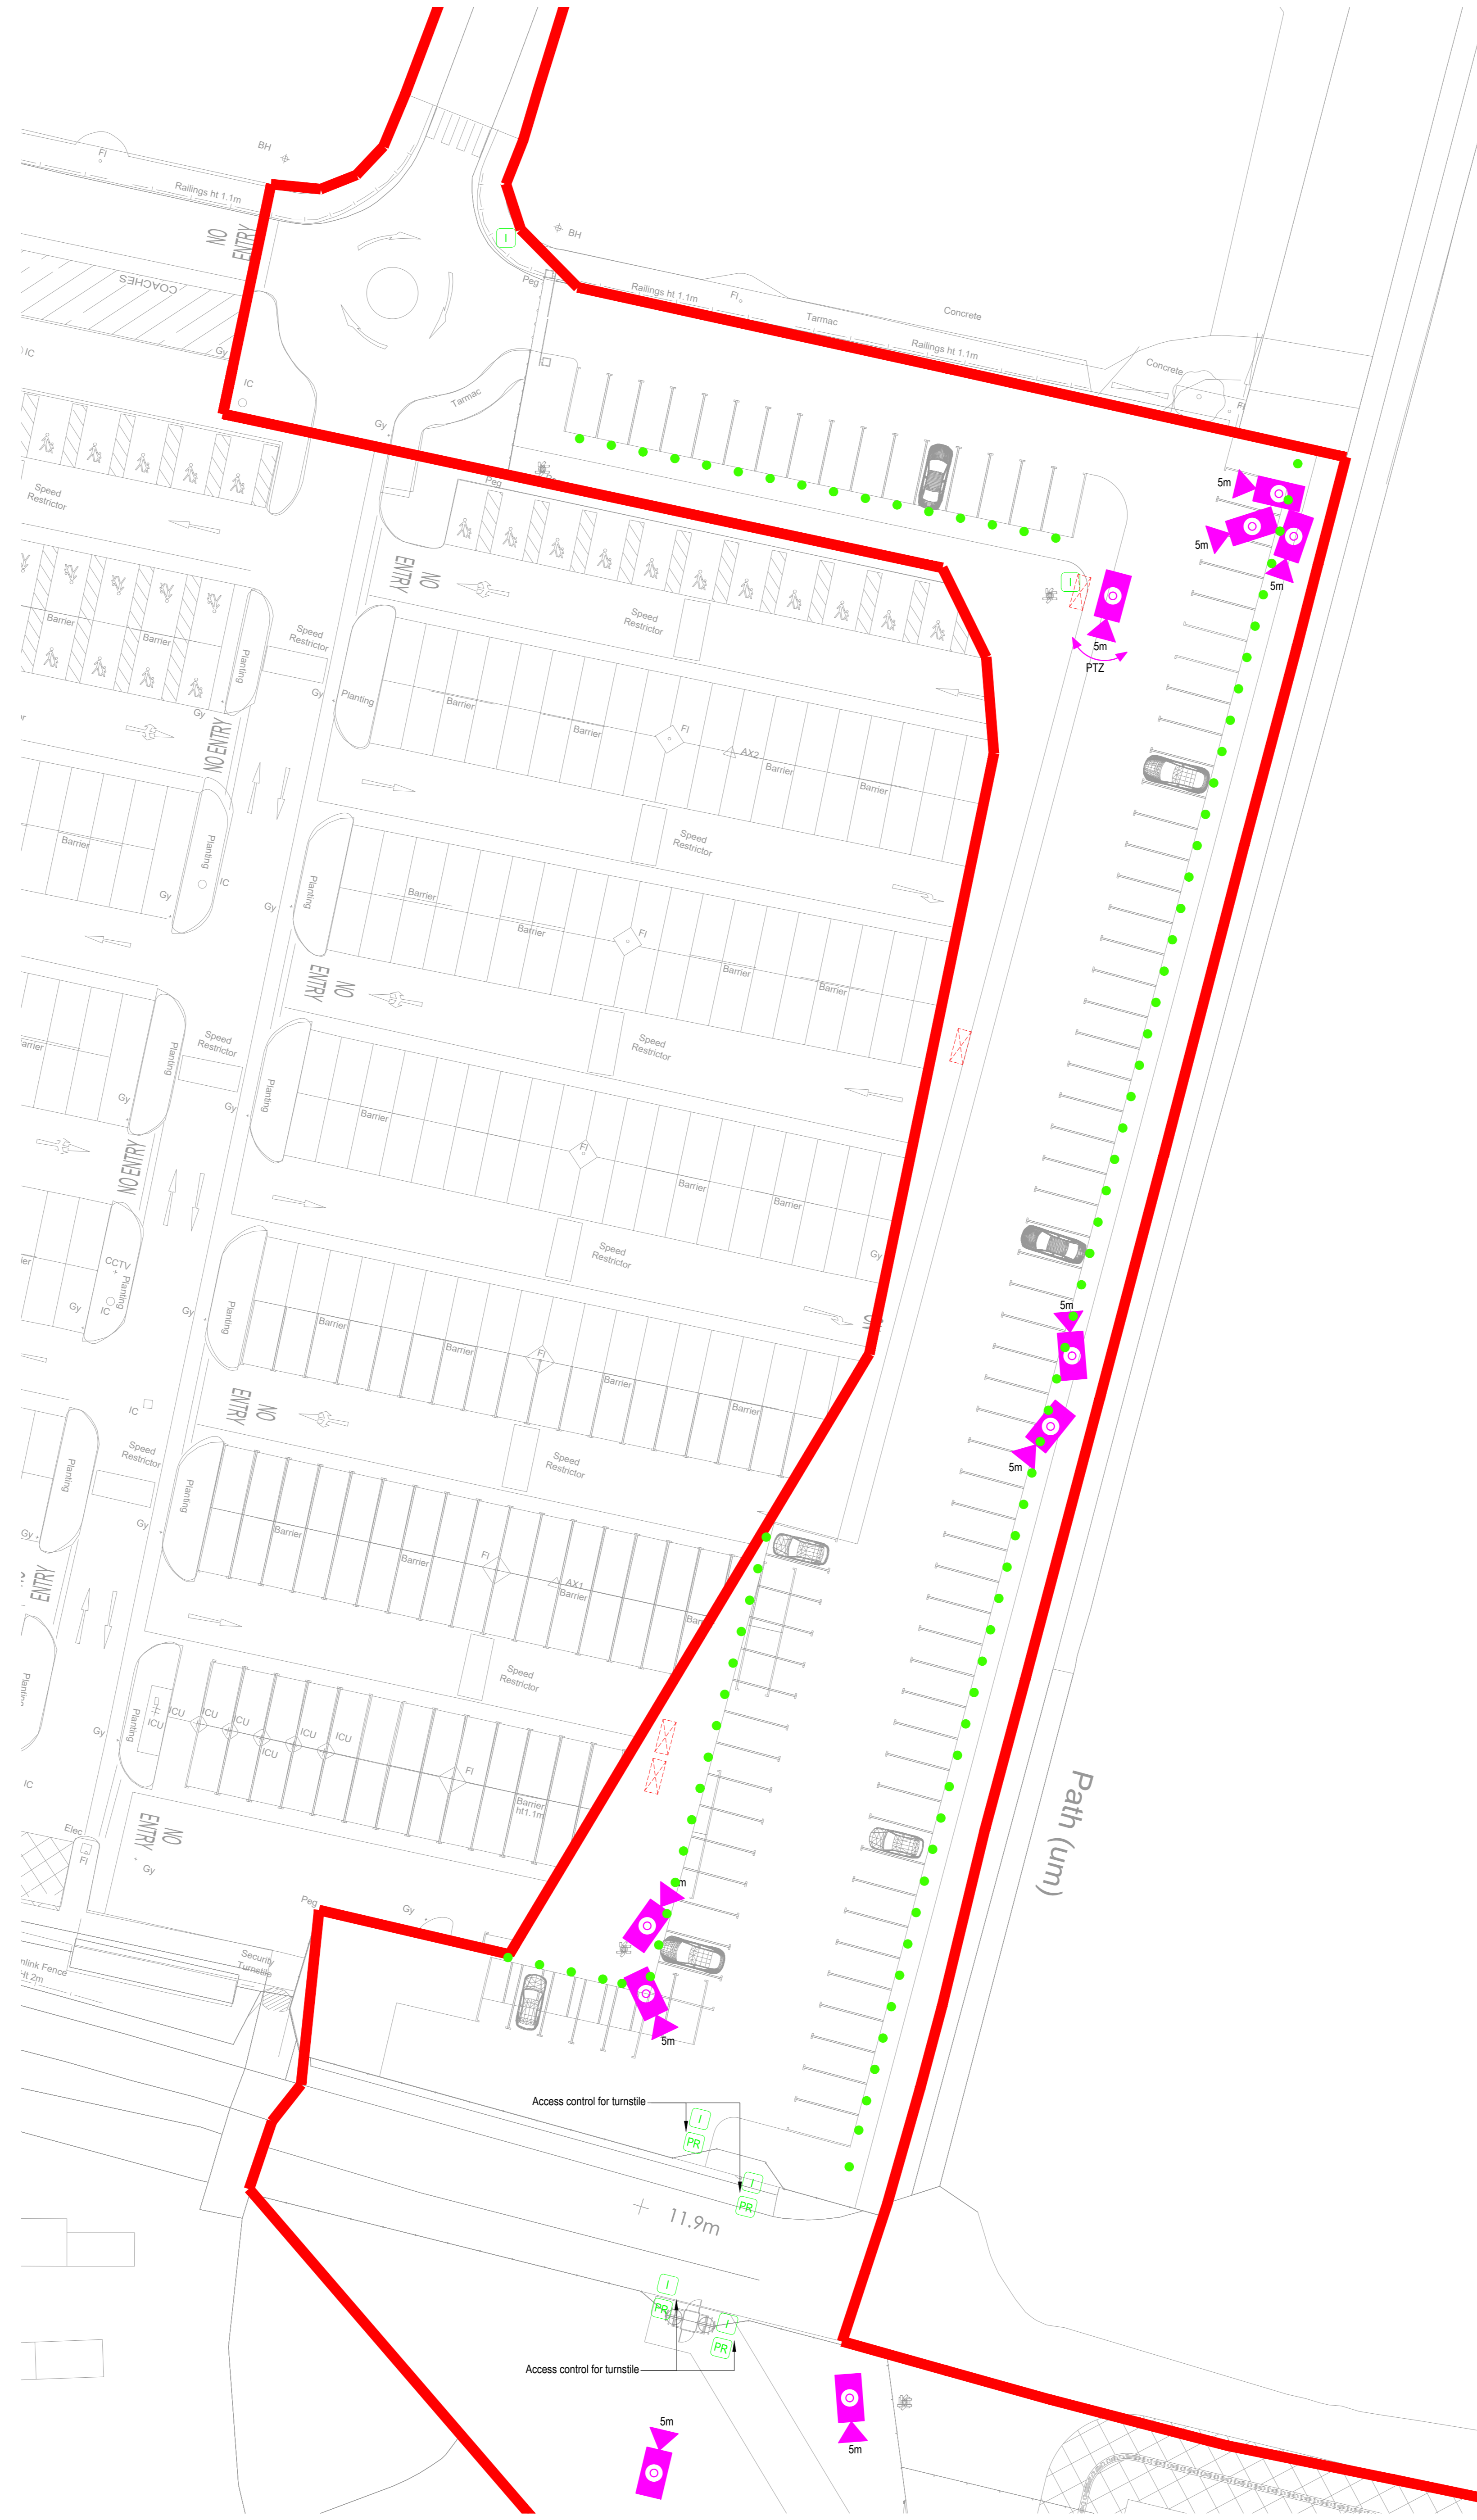 BH
FI
Railings ht 1.1m
NO
ENTRY
I
BH
COACHES
Peg
Railings ht 1.1m
FI
Concrete
Tarmac
Railings ht 1.1m
Gy
IC
IC
Concrete
Tarmac
Gy
Peg
5m
Speed
Restrictor
5m
5m
NO
ENTRY
I
5m
PTZ
Speed
Restrictor
Barrier
Barrier
Speed
Restrictor
Planting
Gy
Planting
Barrier
Barrier
FI
AX2
Barrier
Barrier
Gy
NO ENTRY
Barrier
Planting
IC
Gy
Speed
Restrictor
Planting
Gy
Barrier
Barrier
FI
Barrier
Barrier
NO
ENTRY
Speed
Restrictor
Planting
Speed
Restrictor
Gy
Gy
Planting
Barrier
FI
Barrier
Barrier
NO ENTRY
Gy
Speed
Restrictor
CCTV
Planting
IC
Gy
Gy
Planting
Barrier
Barrier
FI
Barrier
Barrier
5m
NO
ENTRY
IC
Speed
Restrictor
Planting
Gy
Speed
Restrictor
5m
Planting
Barrier
Barrier
FI
AX1
Barrier
Gy
ENTRY
Planting
Speed
Restrictor
Planting
Gy
ICU
ICU
ICU
ICU
ICU
ICU
FI
Barrier
ht1.1m
IC
Elec
FI
NO
ENTRY
Gy
Path (um)
Peg
Gy
Security
Turnstile
nlink Fence
Ht 2m
5m
Access control for turnstile
I
PR
I
PR
11.9m
I
PR
I
PR
Access control for turnstile
5m
5m